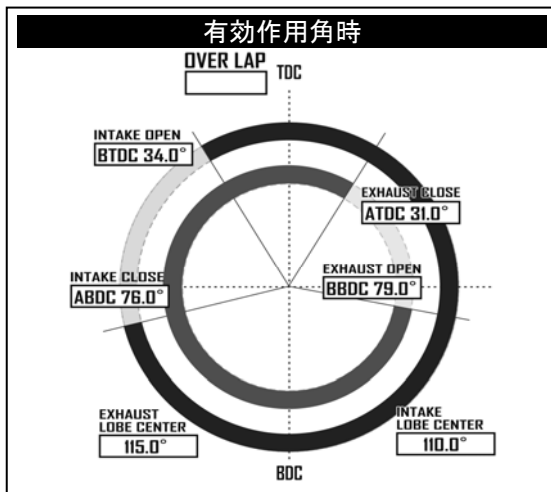 有効作用角時
OVER LAP
TDC
INTAKE OPEN
BTDC 34.0°
EXHAUST CLOSE
ATDC 31.0°
INTAKE CLOSE
ABDC 76.0°
EXHAUST OPEN
BBDC 79.0°
EXHAUST
LOBE CENTER
115.0°
INTAKE
LOBE CENTER
110.0°
BDC